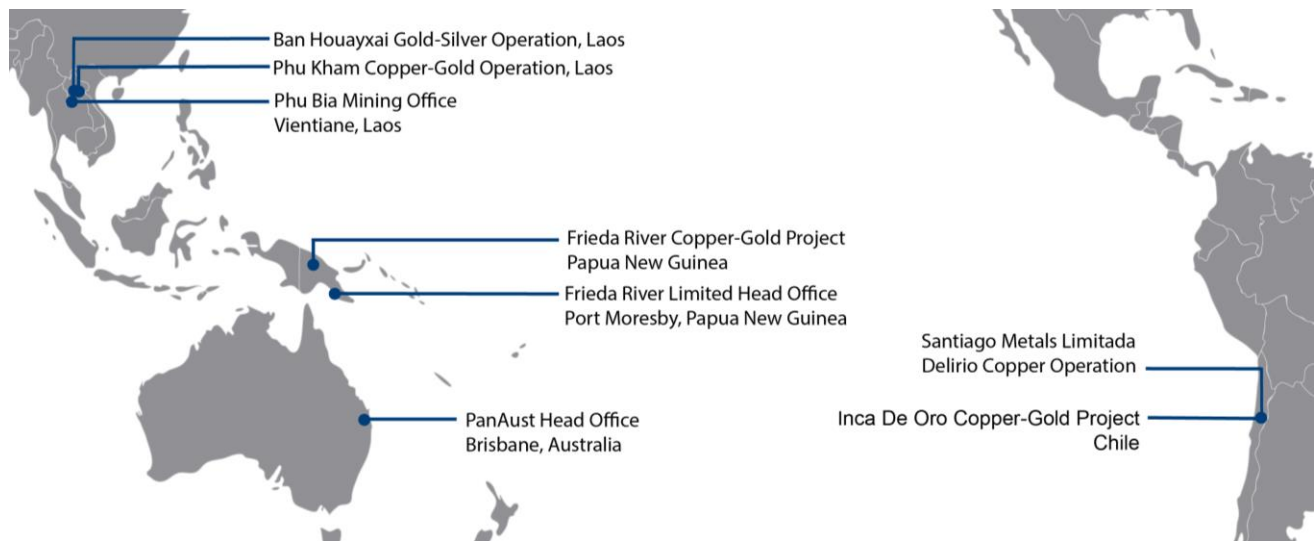 Ban Houayxai Gold-Silver Operation, Laos
Phu Kham Copper-Gold Operation, Laos
Phu Bia Mining Office
Vientiane, Laos
Frieda River Copper-Gold Project
Papua New Guinea
Frieda River Limited Head Office
Port Moresby, Papua New Guinea
Santiago Metals Limitada
Delirio Copper Operation
PanAust Head Office
Brisbane, Australia
Inca De Oro Copper-Gold Project
Chile